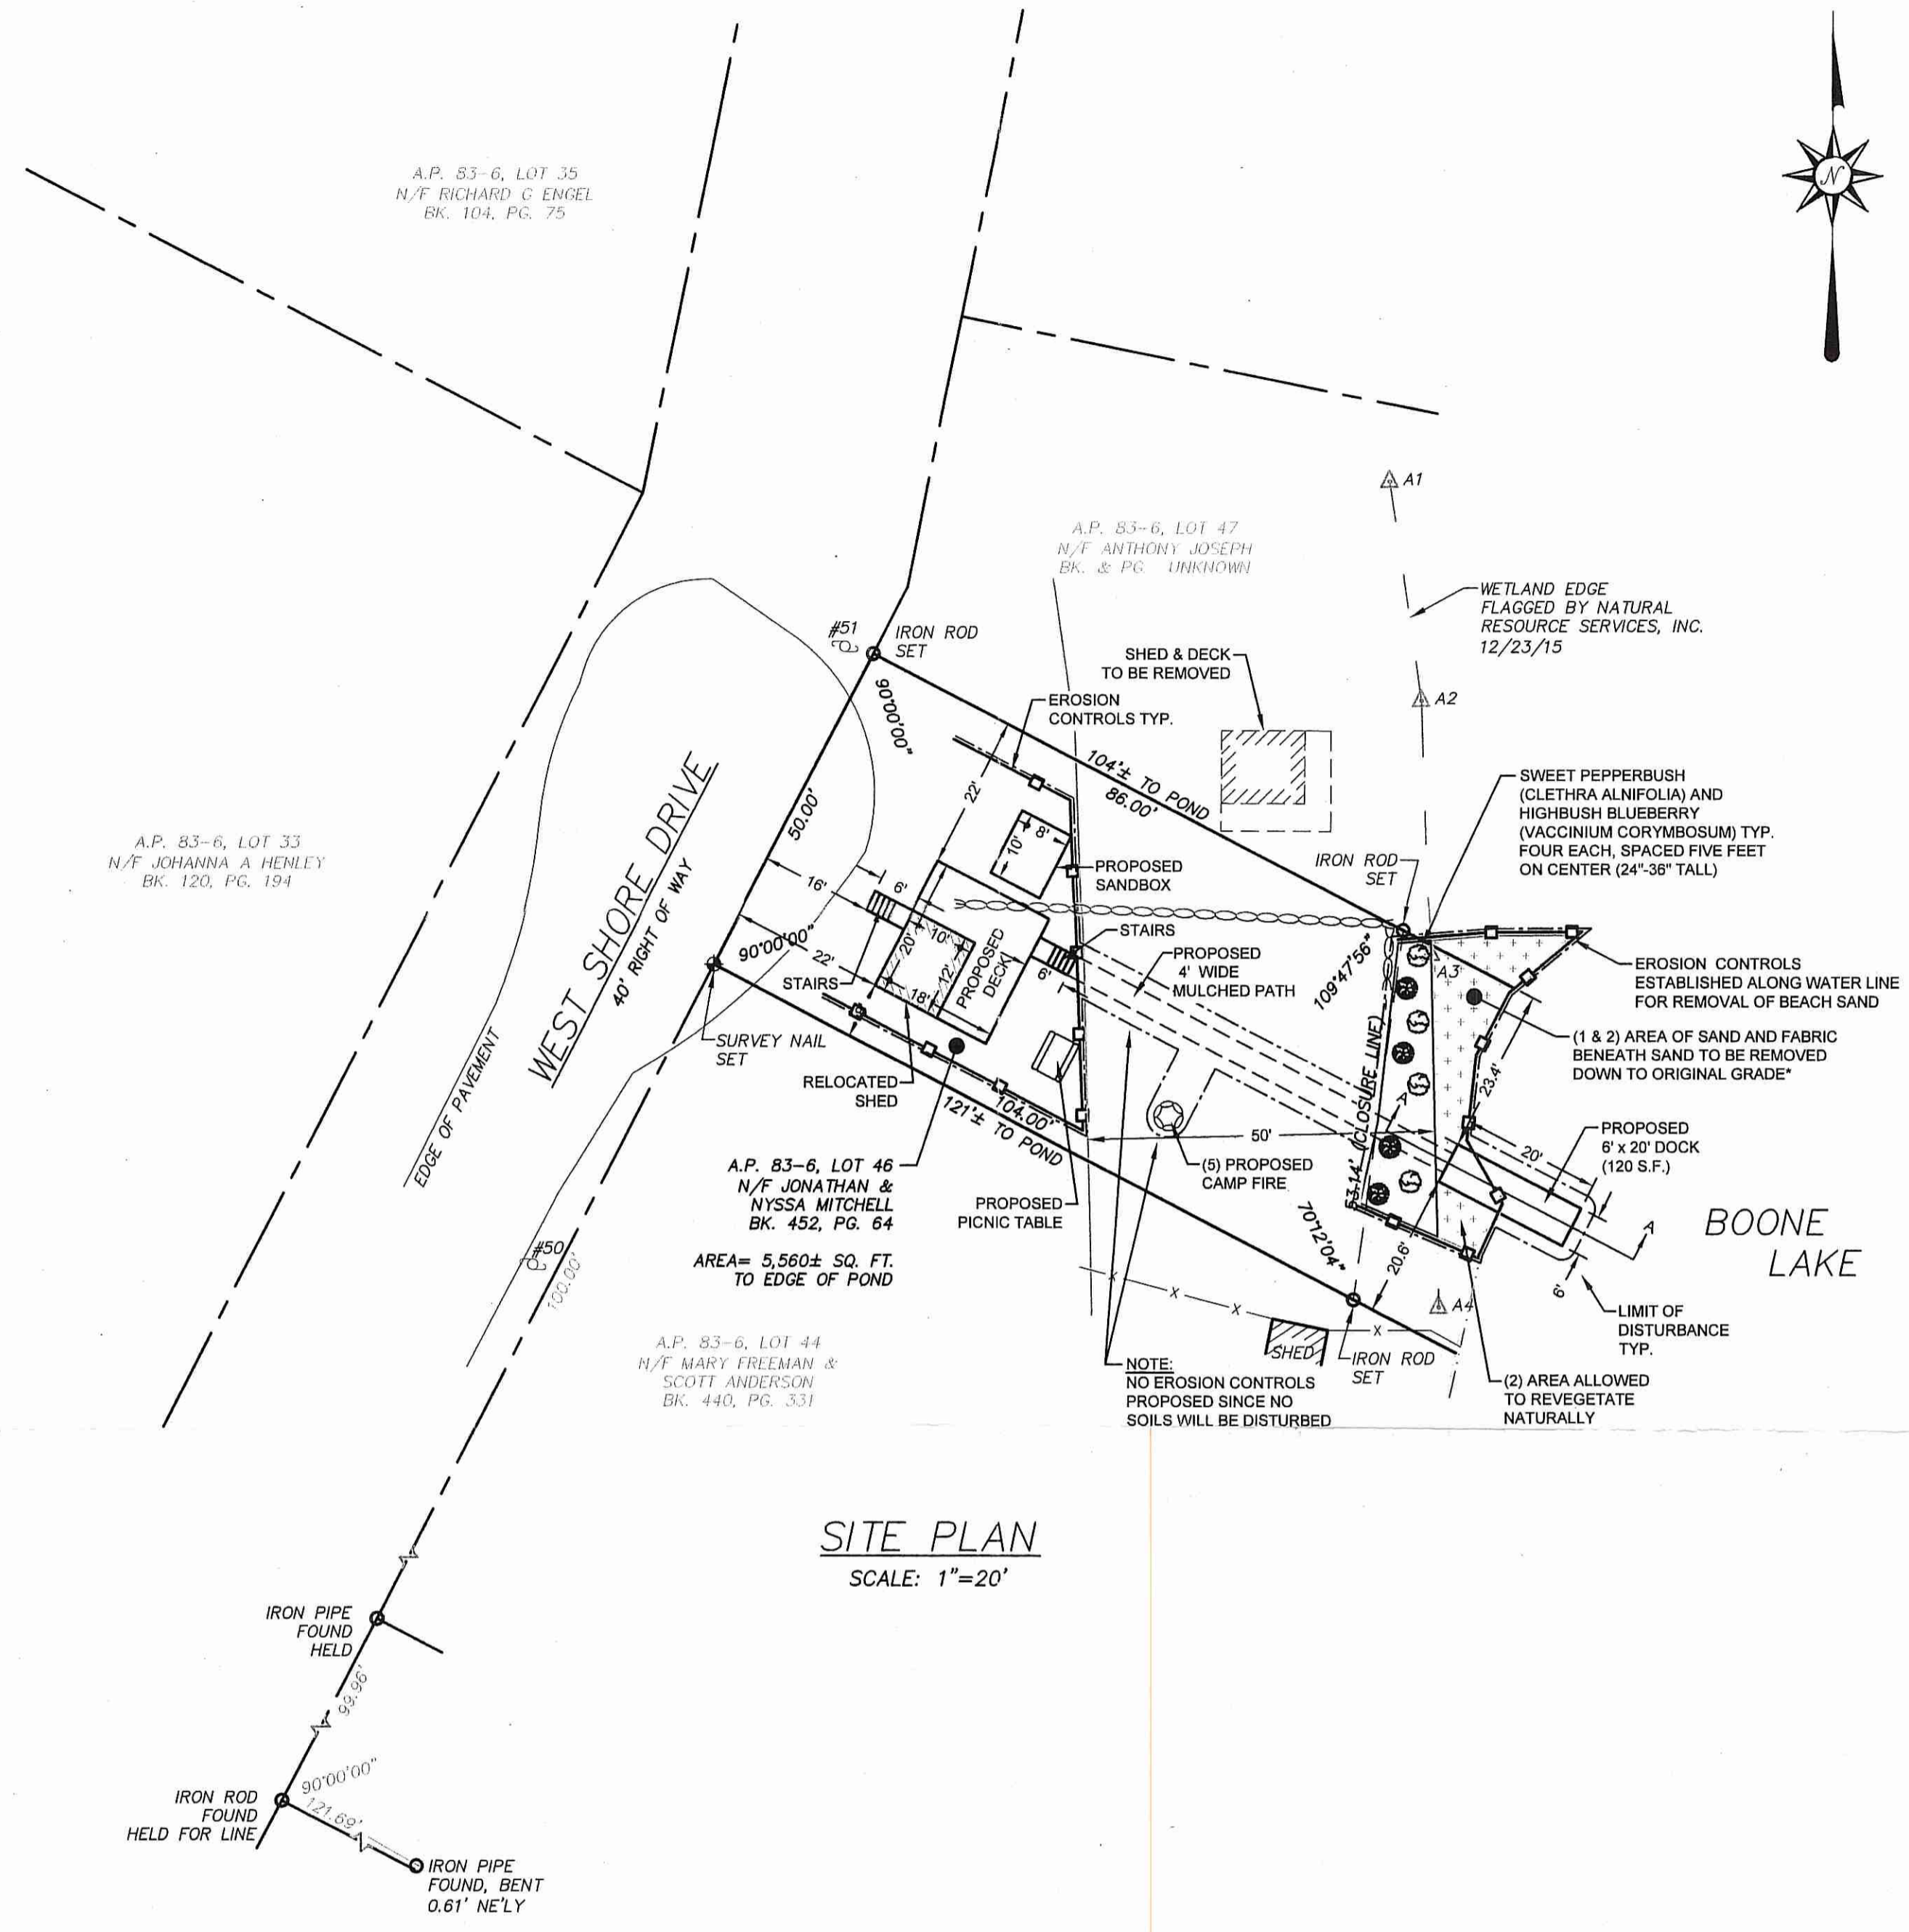 A.P. 83-6, LOT 35
N/F RICHARD G ENGEL
BK. 104, PG. 75
N
A1
A.P. 83-6, LOT 47
N/F ANTHONY JOSEPH
BK. & PG. UNKNOWN
WETLAND EDGE
FLAGGED BY NATURAL
RESOURCE SERVICES, INC.
12/23/15
#51
IRON ROD
SET
SHED & DECK
TO BE REMOVED
A2
90°00'00"
EROSION
CONTROLS TYP.
104'± TO POND
86.00'
SWEET PEPPERBUSH
(CLETHRA ALNIFOLIA) AND
HIGHBUSH BLUEBERRY
(VACCINIUM CORYMBOSUM) TYP.
FOUR EACH, SPACED FIVE FEET
ON CENTER (24"-36" TALL)
22'
50.00'
A.P. 83-6, LOT 33
N/F JOHANNA A HENLEY
BK. 120, PG. 194
WEST SHORE DRIVE
40' RIGHT OF WAY
8'
10'
PROPOSED
SANDBOX
IRON ROD
SET
16'
6'
STAIRS
20'
10'
12'
18'
PROPOSED
DECK
6'
PROPOSED
4' WIDE
MULCHED PATH
109°47'56"
A3
EROSION CONTROLS
ESTABLISHED ALONG WATER LINE
FOR REMOVAL OF BEACH SAND
90°00'00"
22'
STAIRS
SURVEY NAIL
SET
(1 & 2) AREA OF SAND AND FABRIC
BENEATH SAND TO BE REMOVED
DOWN TO ORIGINAL GRADE*
23.4'
EDGE OF PAVEMENT
RELOCATED
SHED
104.00'
121'± TO POND
50'
53.14' (CLOSURE LINE)
A
20'
PROPOSED
6' x 20' DOCK
(120 S.F.)
A.P. 83-6, LOT 46
N/F JONATHAN &
NYSSA MITCHELL
BK. 452, PG. 64
AREA= 5,560± SQ. FT.
TO EDGE OF POND
PROPOSED
PICNIC TABLE
(5) PROPOSED
CAMP FIRE
70°12'04"
20.6'
A
6'
BOONE
LAKE
#50
100.00'
X
X
X
A4
LIMIT OF
DISTURBANCE
TYP.
A.P. 83-6, LOT 44
N/F MARY FREEMAN &
SCOTT ANDERSON
BK. 440, PG. 331
SHED
IRON ROD
SET
NOTE:
NO EROSION CONTROLS
PROPOSED SINCE NO
SOILS WILL BE DISTURBED
(2) AREA ALLOWED
TO REVEGETATE
NATURALLY
SITE PLAN
SCALE: 1"=20'
IRON PIPE
FOUND
HELD
99.96'
90°00'00"
121.69'
IRON ROD
FOUND
HELD FOR LINE
IRON PIPE
FOUND, BENT
0.61' NE'LY